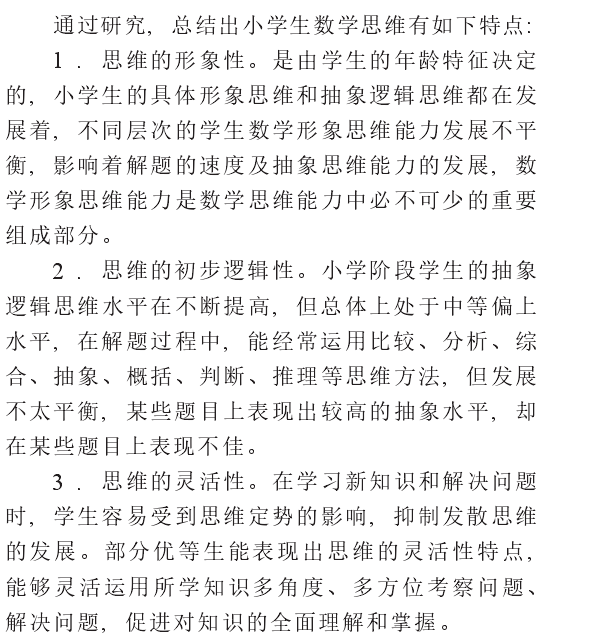 通过研究, 总结出小学生数学思维有如下特点:
1 . 思维的形象性。是由学生的年龄特征决定
的, 小学生的具体形象思维和抽象逻辑思维都在发
展着, 不同层次的学生数学形象思维能力发展不平
衡, 影响着解题的速度及抽象思维能力的发展, 数
学形象思维能力是数学思维能力中必不可少的重要
组成部分。
2 . 思维的初步逻辑性。小学阶段学生的抽象
逻辑思维水平在不断提高, 但总体上处于中等偏上
水平, 在解题过程中, 能经常运用比较、分析、综
合、抽象、概括、判断、推理等思维方法, 但发展
不太平衡, 某些题目上表现出较高的抽象水平, 却
在某些题目上表现不佳。
3 . 思维的灵活性。在学习新知识和解决问题
时, 学生容易受到思维定势的影响, 抑制发散思维
的发展。部分优等生能表现出思维的灵活性特点,
能够灵活运用所学知识多角度、多方位考察问题、
解决问题, 促进对知识的全面理解和掌握。